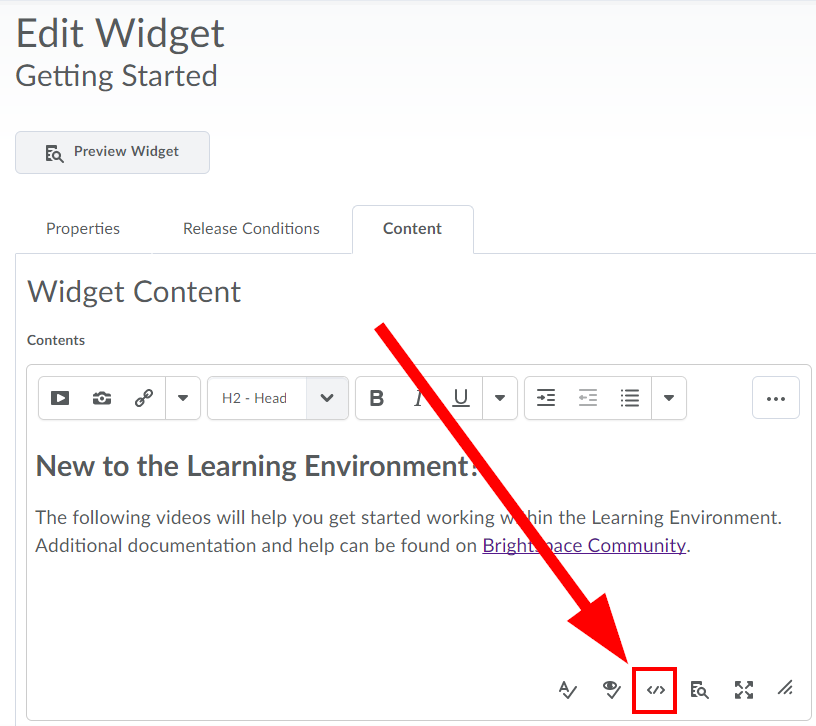 Edit Widget
Getting Started
Preview Widget
Properties Release Conditions Content
Widget Content
Contents
H2 - Head B I U
New to the Learning Environment?
The following videos will help you get started working within the Learning Environment.
Additional documentation and help can be found on Brightspace Community.